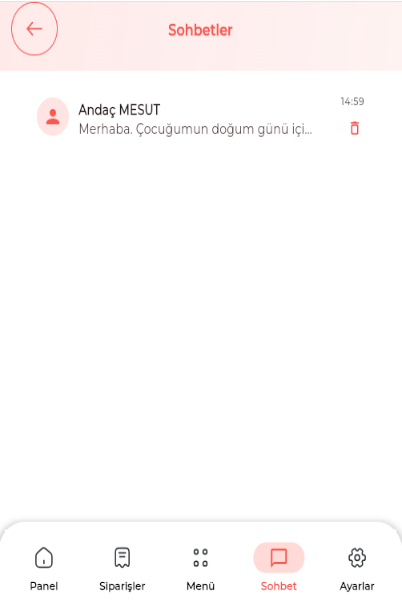 Sohbetler
Andaç MESUT
14:59
Merhaba. Çocuğumun doğum günü içi...
Panel
Siparişler
Menü
Sohbet
Ayarlar